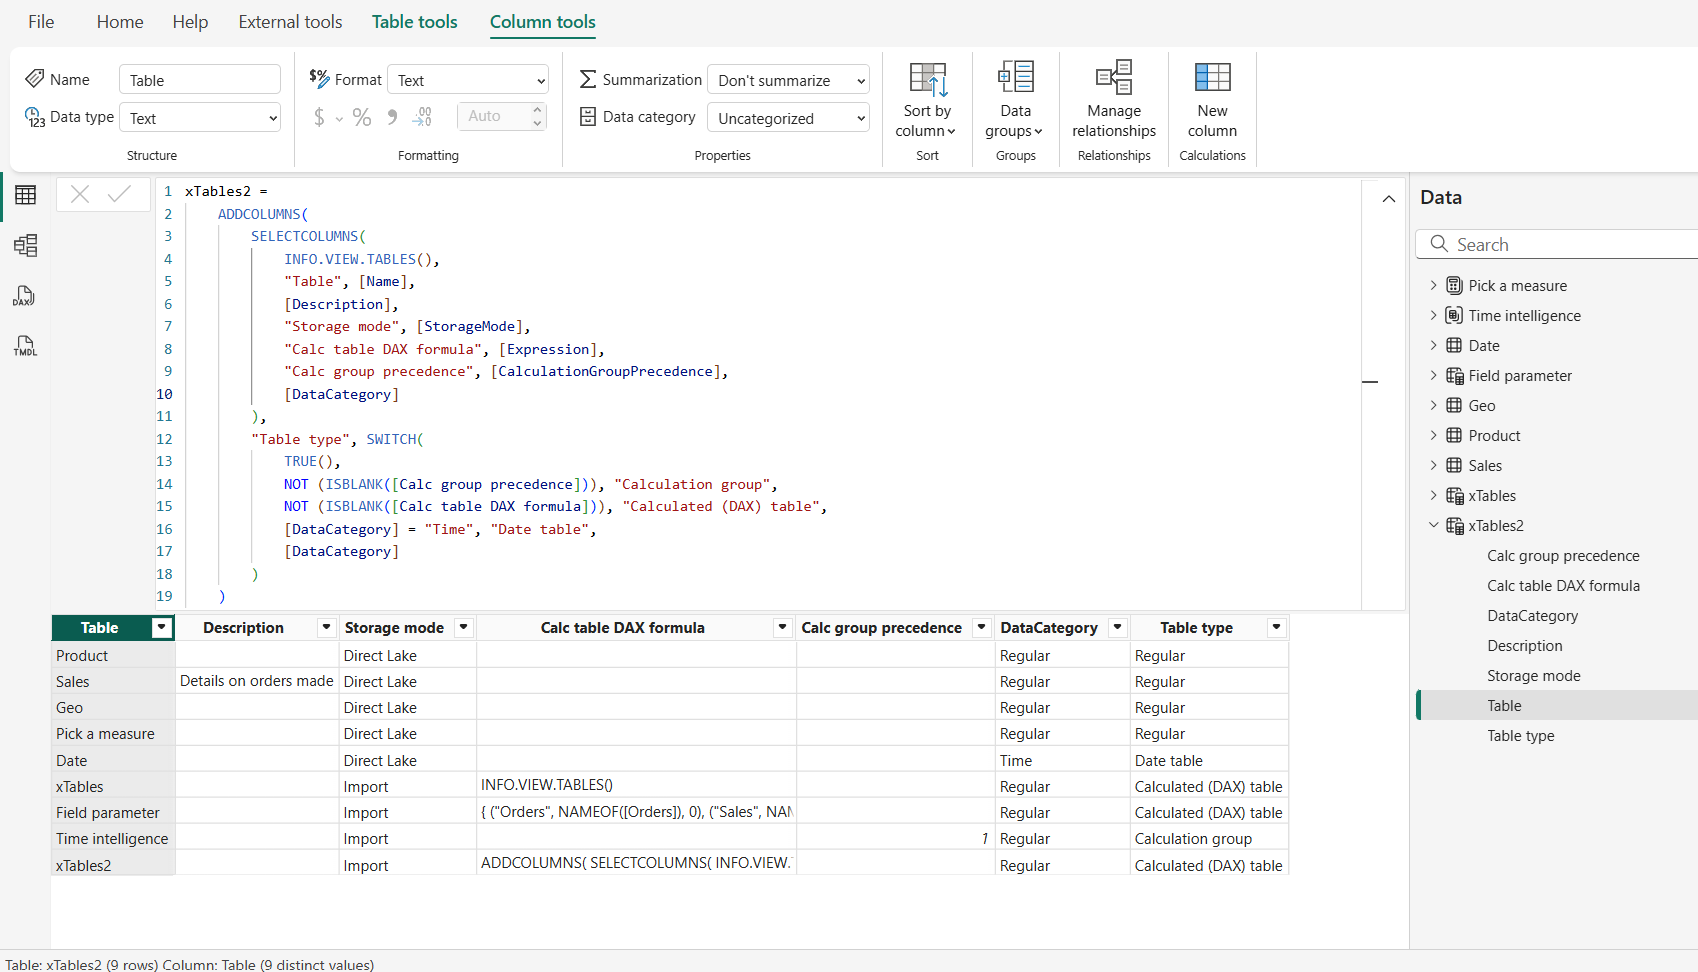 File Home Help External tools Table tools Column tools
Name Table
Data type Text
Structure
Format Text
$ % 9 .00 Auto
Formatting
Summarization Don't summarize
Data category Uncategorized
Properties
Sort by
column
Sort
Data
groups
Groups
Manage
relationships
Relationships
New
column
Calculations
1 xTables2 =
2 ADDCOLUMNS(
3 SELECTCOLUMNS(
4 INFO.VIEW.TABLES(),
5 "Table", [Name],
6 [Description],
7 "Storage mode", [StorageMode],
8 "Calc table DAX formula", [Expression],
9 "Calc group precedence", [CalculationGroupPrecedence],
10 [DataCategory]
11 ),
12 "Table type", SWITCH(
13 TRUE(),
14 NOT (ISBLANK([Calc group precedence])), "Calculation group",
15 NOT (ISBLANK([Calc table DAX formula])), "Calculated (DAX) table",
16 [DataCategory] = "Time", "Date table",
17 [DataCategory]
18 )
19 )
DAX
TMDL
Table Description Storage mode Calc table DAX formula Calc group precedence DataCategory Table type
Product Direct Lake Regular Regular
Sales Details on orders made Direct Lake Regular Regular
Geo Direct Lake Regular Regular
Pick a measure Direct Lake Regular Regular
Date Direct Lake Time Date table
xTables Import INFO.VIEW.TABLES() Regular Calculated (DAX) table
Field parameter Import { ("Orders", NAMEOF([Orders]), 0), ("Sales", NAM Regular Calculated (DAX) table
Time intelligence Import 1 Regular Calculation group
xTables2 Import ADDCOLUMNS( SELECTCOLUMNS( INFO.VIEW. Regular Calculated (DAX) table
Data
Search
Pick a measure
Time intelligence
Date
Field parameter
Geo
Product
Sales
xTables
xTables2
Calc group precedence
Calc table DAX formula
DataCategory
Description
Storage mode
Table
Table type
Table: xTables2 (9 rows) Column: Table (9 distinct values)